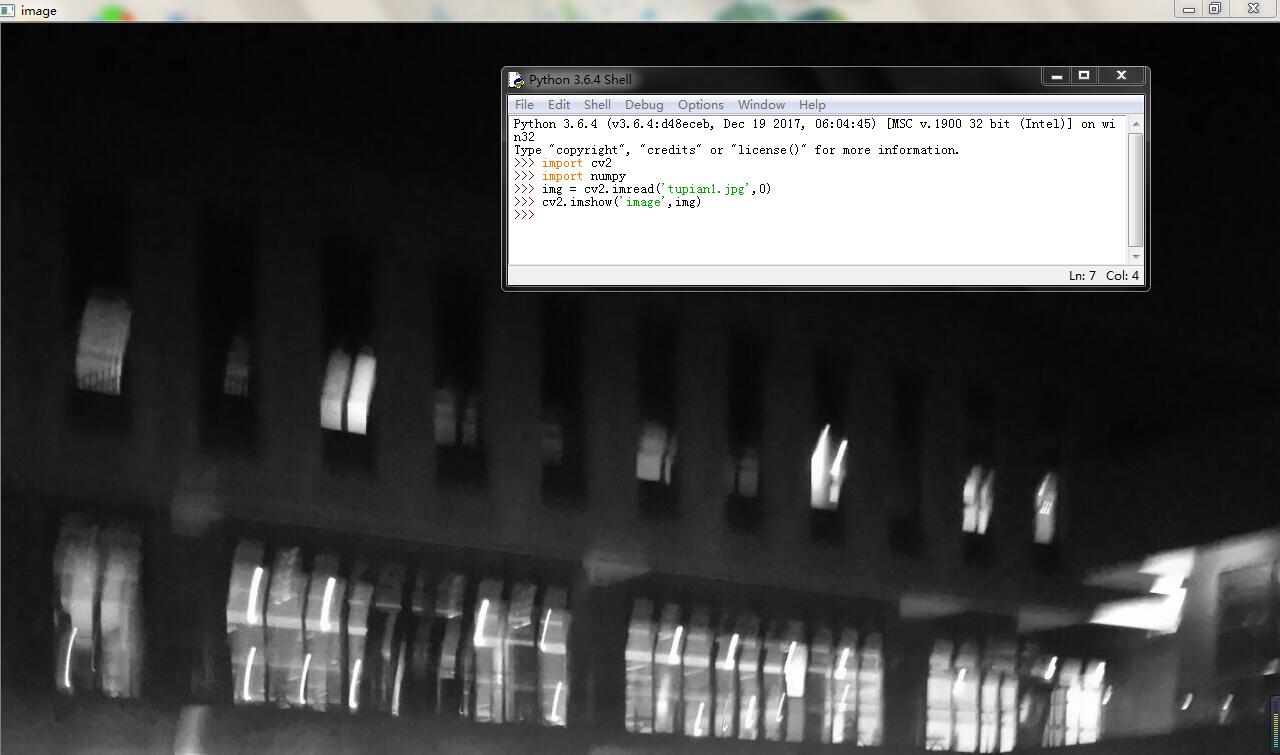 image
Python 3.6.4 Shell
File Edit Shell Debug Options Window Help
Python 3.6.4 (v3.6.4:d48eceb, Dec 19 2017, 06:04:45) [MSC v.1900 32 bit (Intel)] on wi
n32
Type "copyright", "credits" or "license()" for more information.
>>> import cv2
>>> import numpy
>>> img = cv2.imread('tupian1.jpg',0)
>>> cv2.imshow('image',img)
>>>
Ln: 7 Col: 4